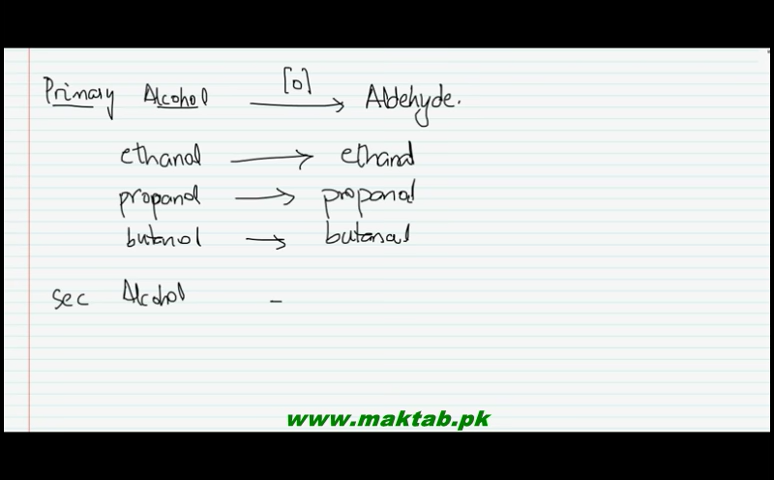 Primary Alcohol [O] → Aldehyde.
ethanol → ethanal
propanol → propanal
butanol → butanal
sec Alcohol –
www.maktab.pk